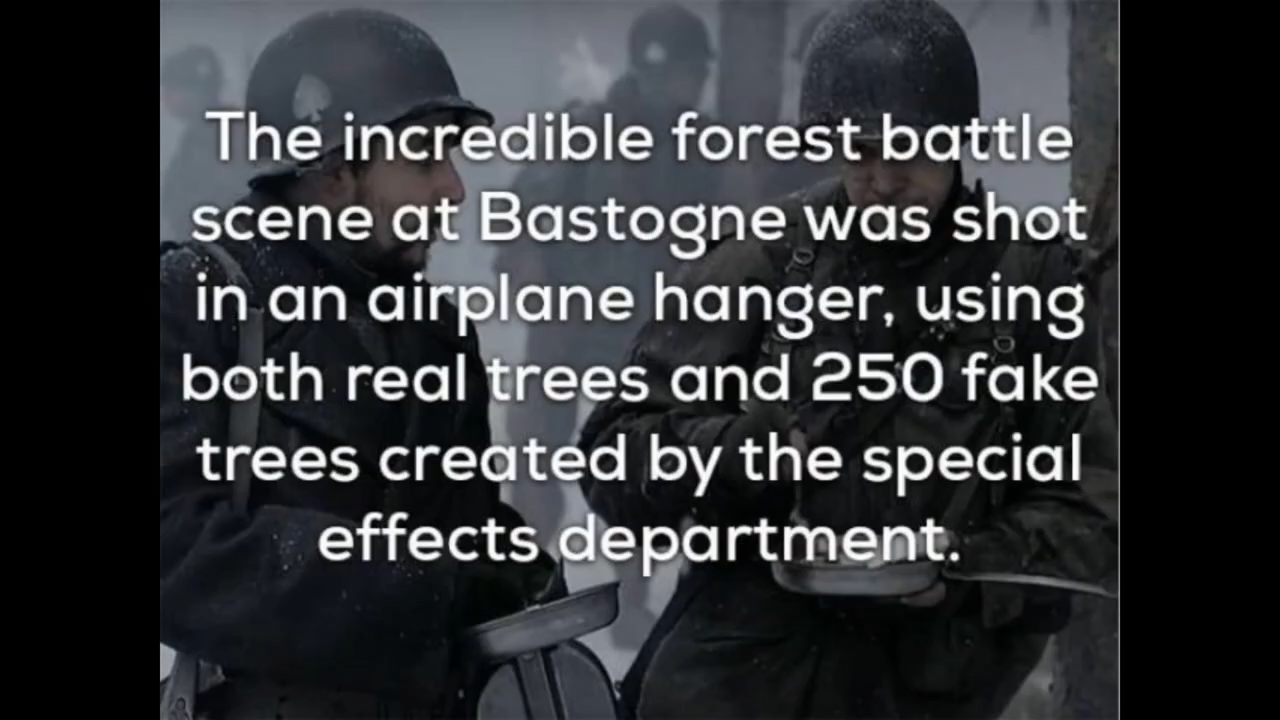 The incredible forest battle
scene at Bastogne was shot
in an airplane hanger, using
both real trees and 250 fake
trees created by the special
effects department.